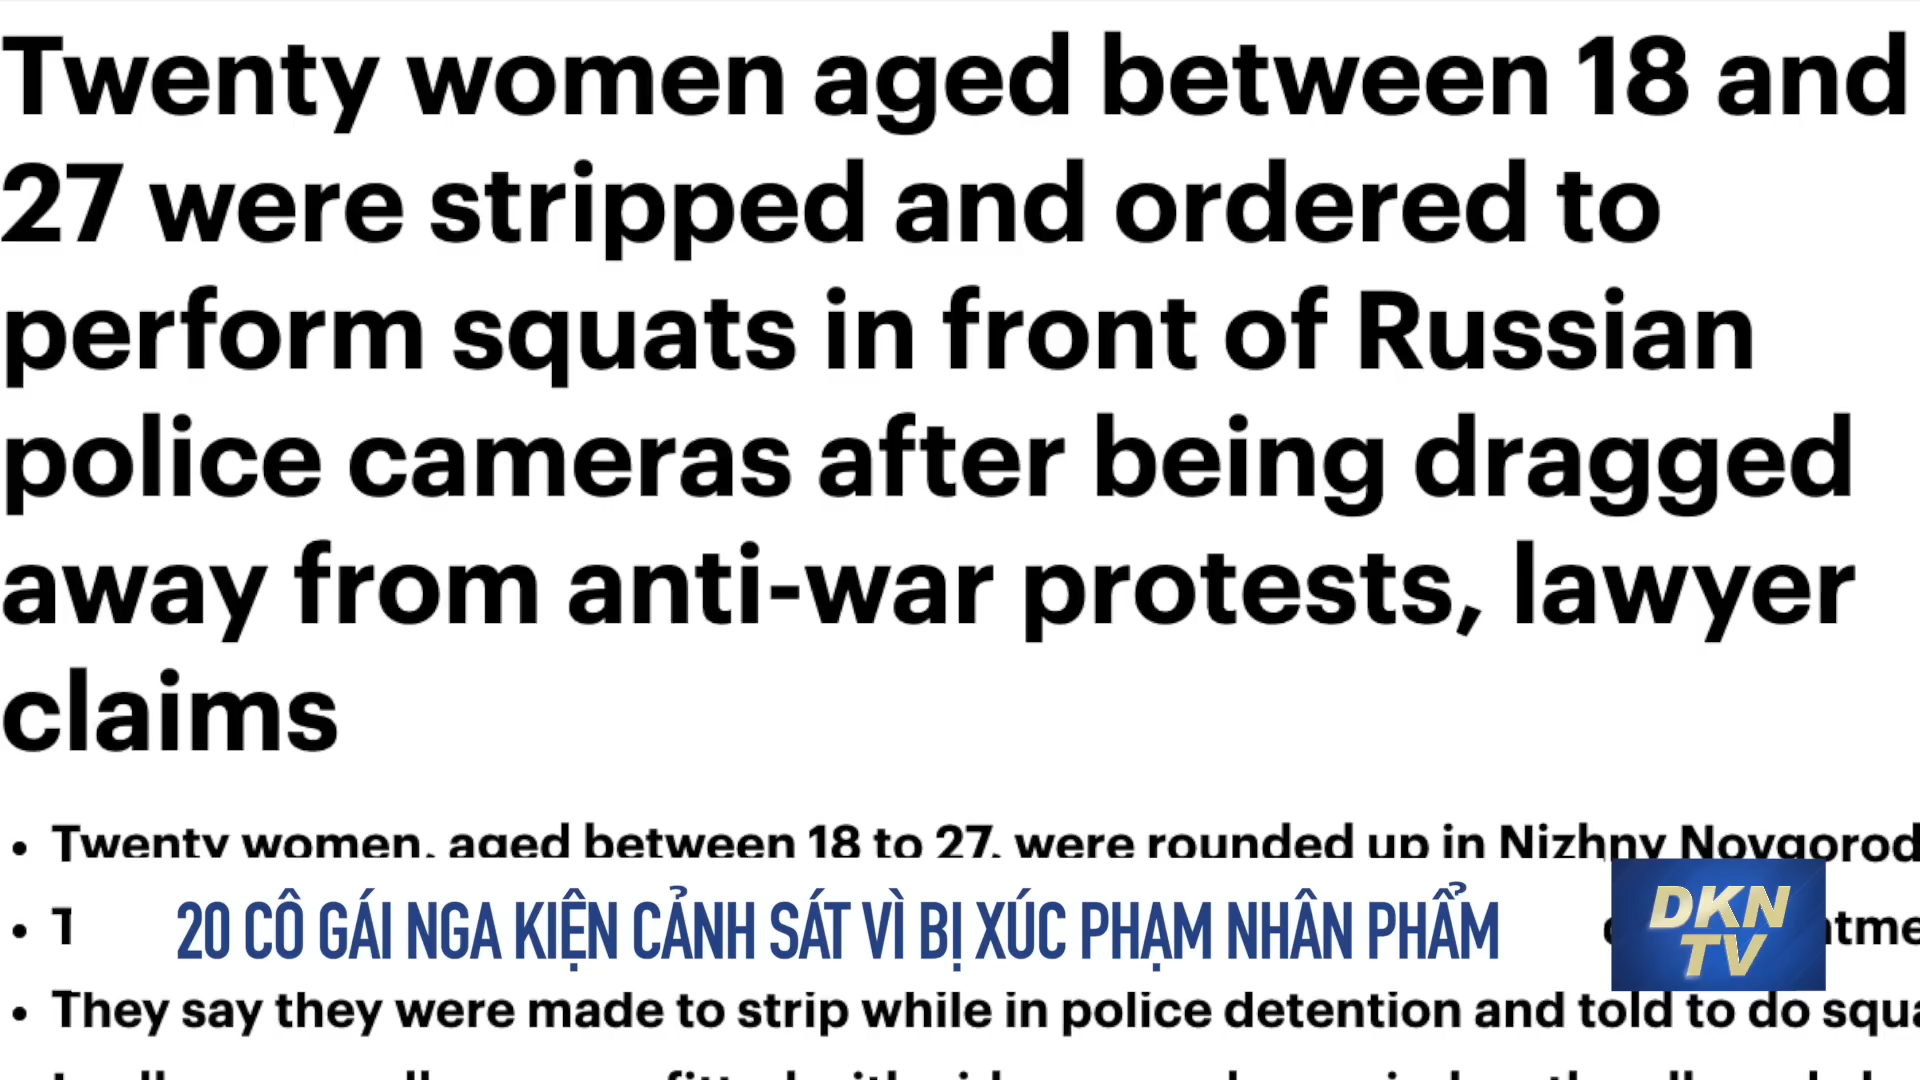 Twenty women aged between 18 and
27 were stripped and ordered to
perform squats in front of Russian
police cameras after being dragged
away from anti-war protests, lawyer
claims
• Twenty women, aged between 18 to 27, were rounded up in Nizhny Novgorod
• T
20 CÔ GÁI NGA KIỆN CẢNH SÁT VÌ BỊ XÚC PHẠM NHÂN PHẨM
DKN
TV
• They say they were made to strip while in police detention and told to do